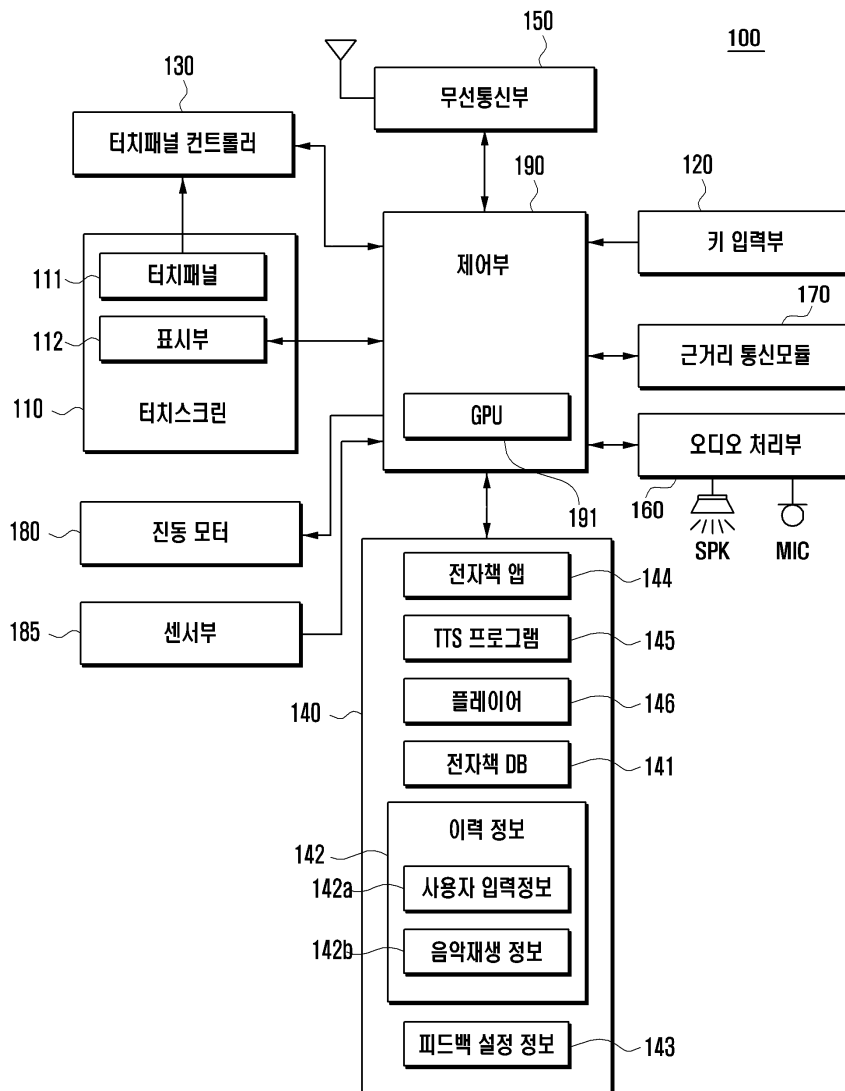 100
150
무선통신부
130
터치패널 컨트롤러
190
제어부
120
키 입력부
111
터치패널
112
표시부
110
터치스크린
170
근거리 통신모듈
GPU
191
오디오 처리부
160
SPK
MIC
180
진동 모터
185
센서부
140
전자책 앱
144
TTS 프로그램
145
플레이어
146
전자책 DB
141
142
이력 정보
142a
사용자 입력정보
142b
음악재생 정보
피드백 설정 정보
143